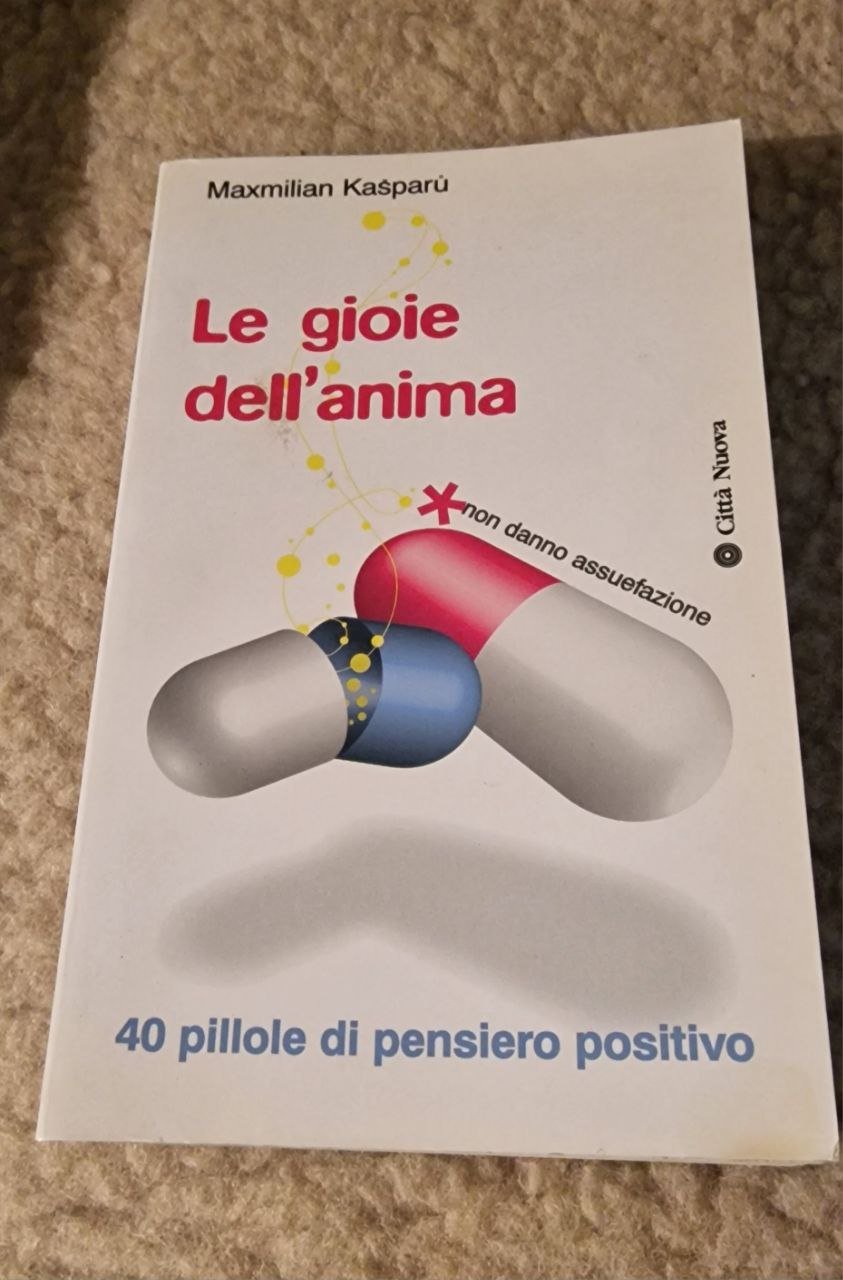 Maxmilian Kašparů
Le gioie
dell'anima
*non danno assuefazione
Città Nuova
40 pillole di pensiero positivo